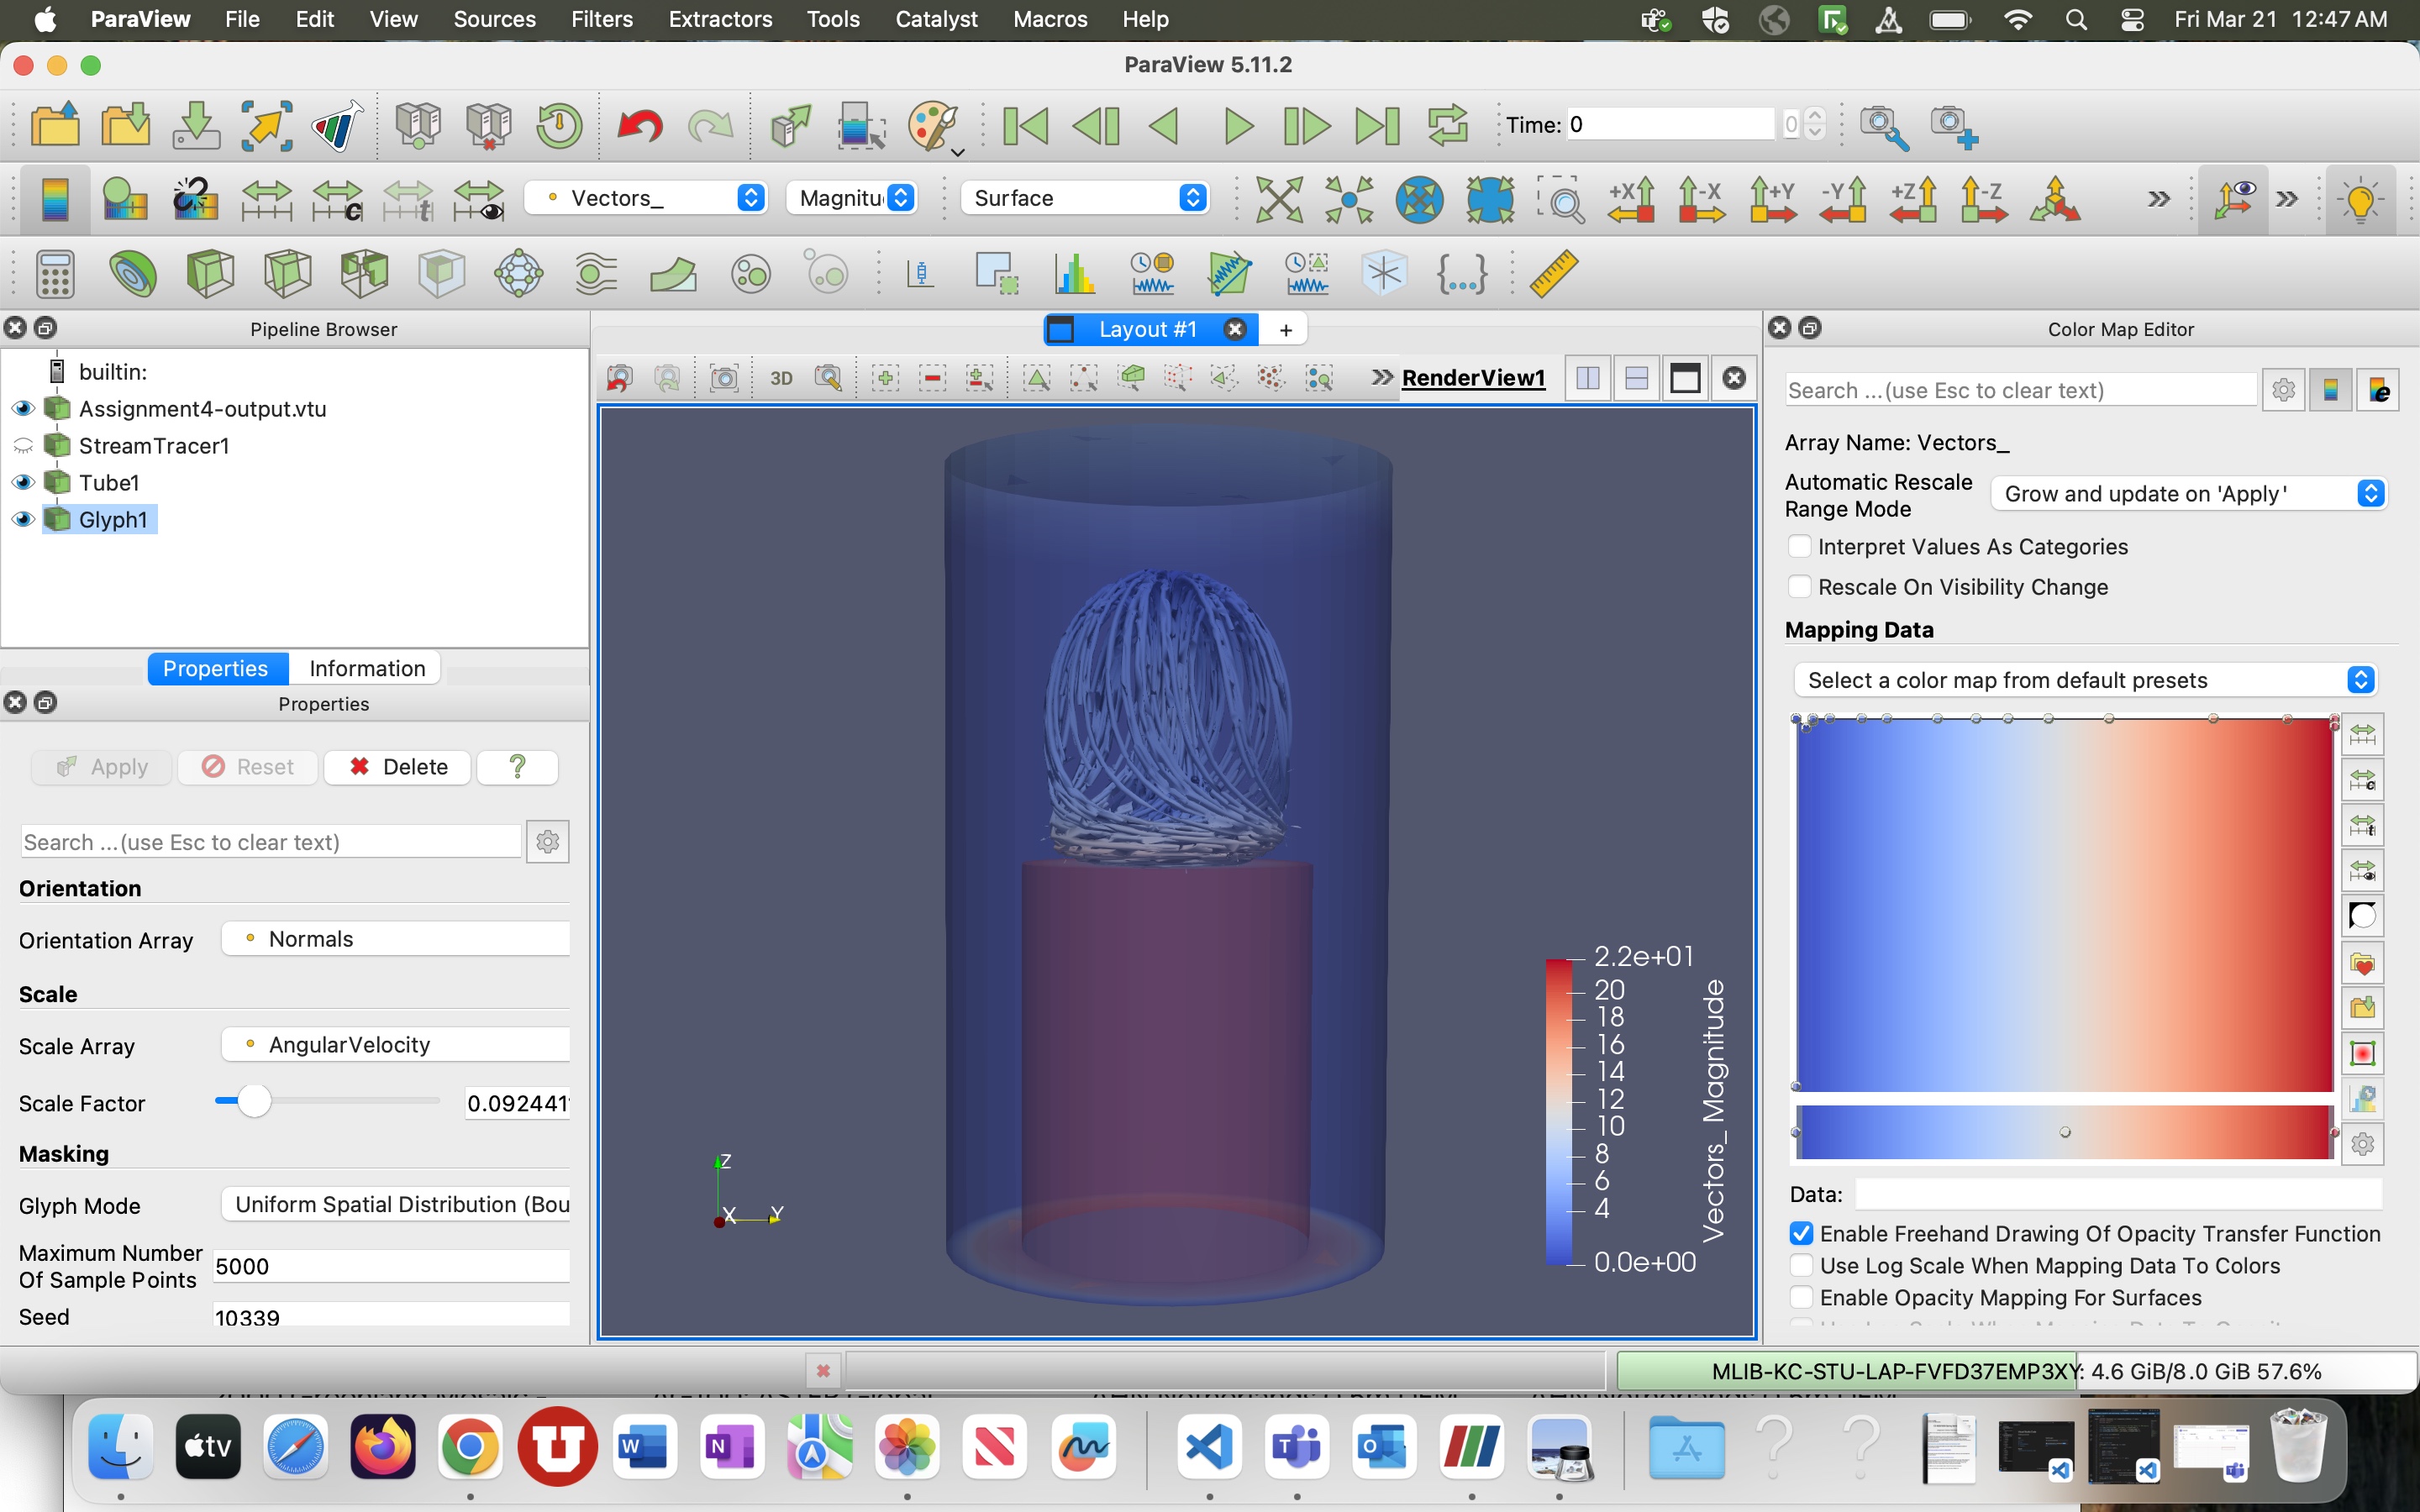 ParaView File Edit View Sources Filters Extractors Tools Catalyst Macros Help Fri Mar 21 12:47 AM
ParaView 5.11.2
Time: 0 0
Vectors_ Magnitu Surface +X -X +Y -Y +Z -Z
Pipeline Browser
builtin:
Assignment4-output.vtu
StreamTracer1
Tube1
Glyph1
Properties Information
Properties
Apply Reset Delete ?
Search ...(use Esc to clear text)
Orientation
Orientation Array Normals
Scale
Scale Array AngularVelocity
Scale Factor 0.092441
Masking
Glyph Mode Uniform Spatial Distribution (Bou
Maximum Number
Of Sample Points 5000
Seed 10339
Layout #1 +
3D RenderView1
Z
X Y
2.2e+01
20
18
16
14
12
10
8
6
4
0.0e+00
Vectors_ Magnitude
Color Map Editor
Search ...(use Esc to clear text)
Array Name: Vectors_
Automatic Rescale
Range Mode Grow and update on 'Apply'
Interpret Values As Categories
Rescale On Visibility Change
Mapping Data
Select a color map from default presets
Data:
Enable Freehand Drawing Of Opacity Transfer Function
Use Log Scale When Mapping Data To Colors
Enable Opacity Mapping For Surfaces
MLIB-KC-STU-LAP-FVFD37EMP3XY: 4.6 GiB/8.0 GiB 57.6%
tv W N T O